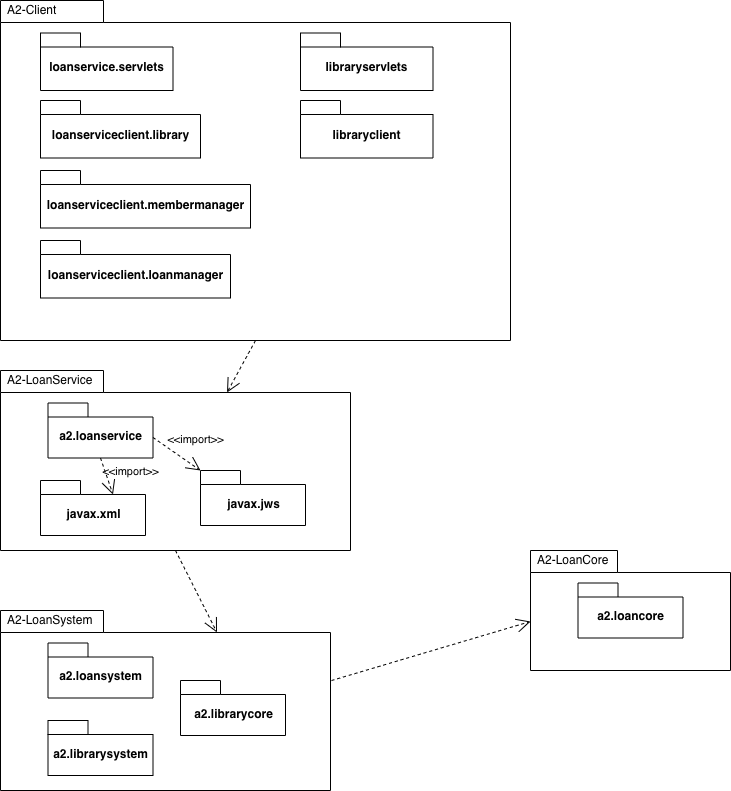 A2-Client
loanservice.servlets
libraryservlets
loanserviceclient.library
libraryclient
loanserviceclient.membermanager
loanserviceclient.loanmanager
A2-LoanService
a2.loanservice
<<import>>
<<import>>
javax.xml
javax.jws
A2-LoanCore
a2.loancore
A2-LoanSystem
a2.loansystem
a2.librarycore
a2.librarysystem